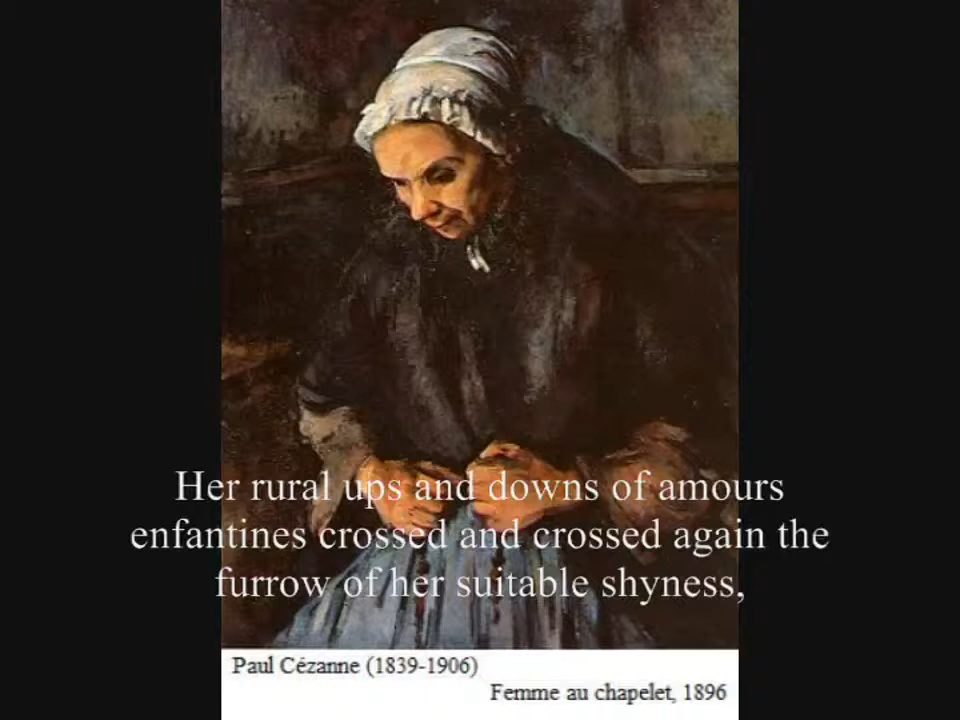 Her rural ups and downs of amours
enfantines crossed and crossed again the
furrow of her suitable shyness,
Paul Cézanne (1839-1906)
Femme au chapelet, 1896